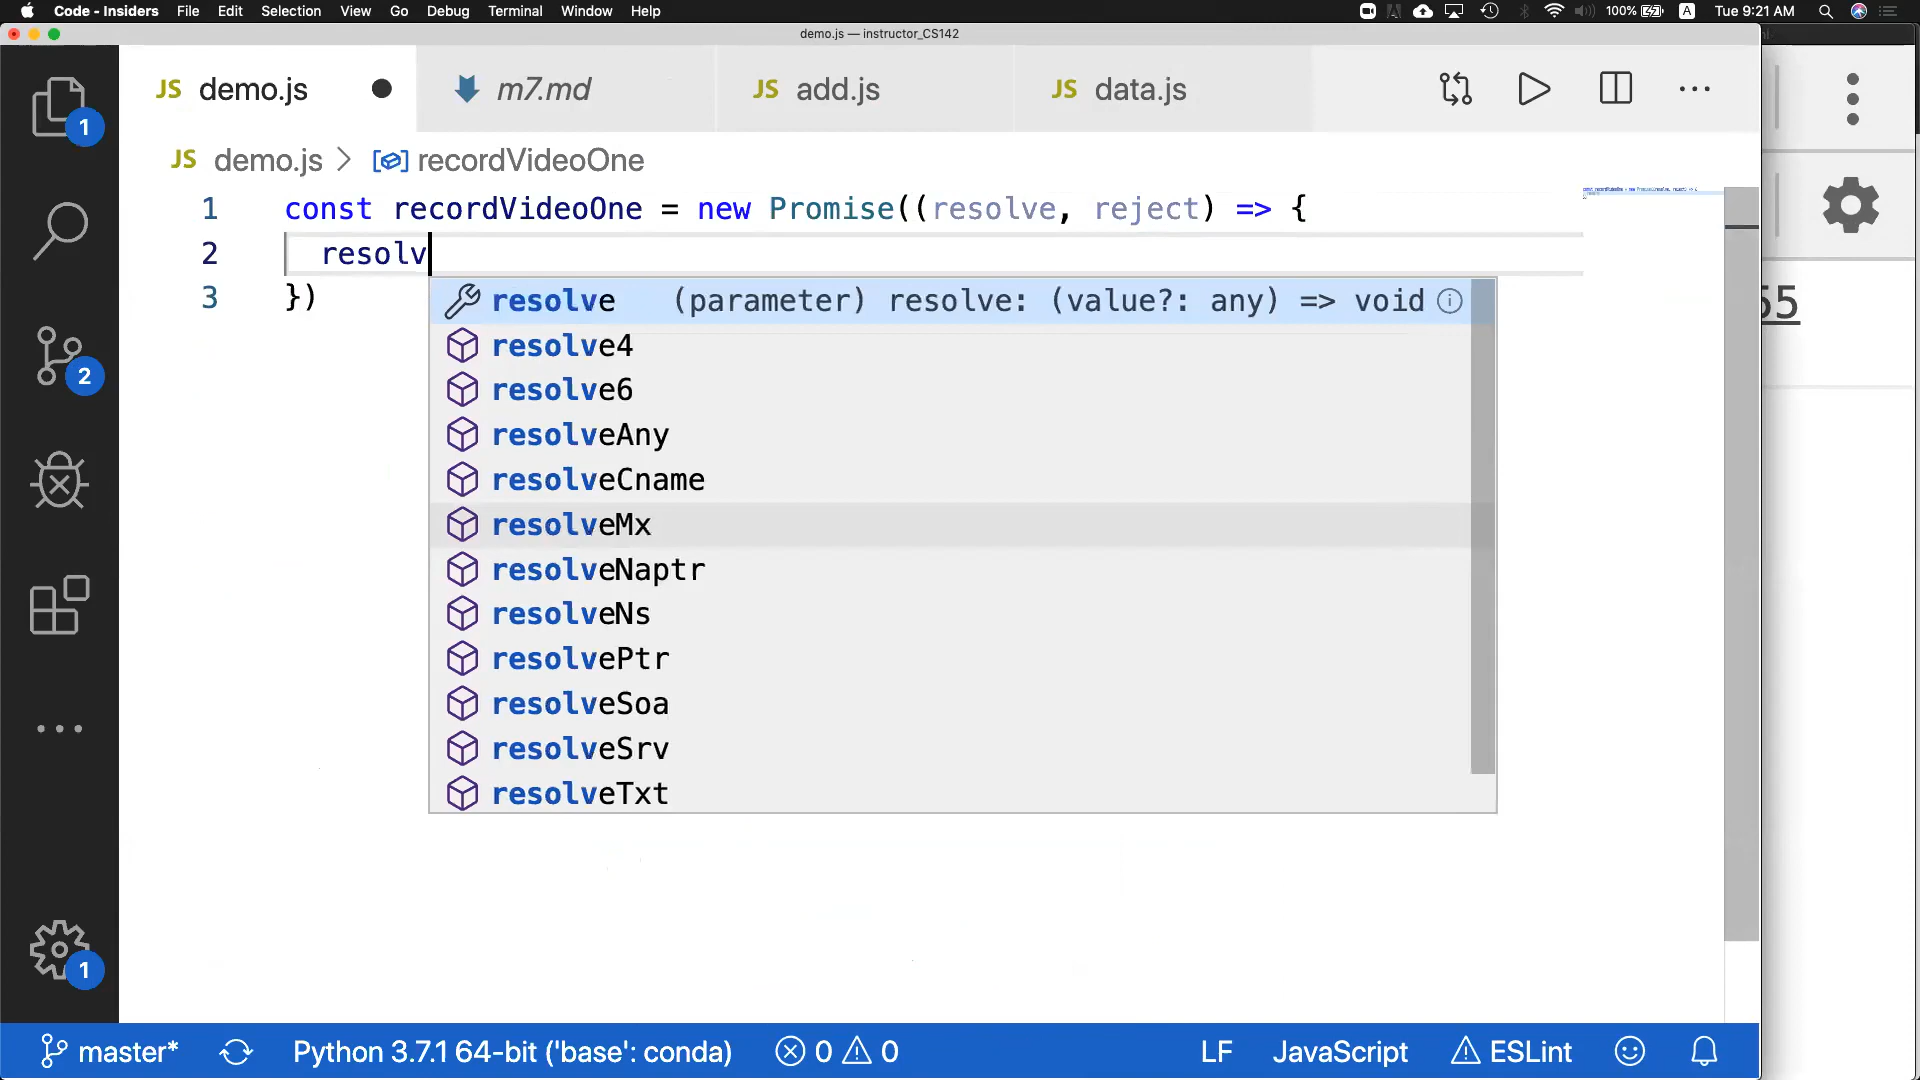 Code - Insiders File Edit Selection View Go Debug Terminal Window Help 100% A Tue 9:21 AM
demo.js — instructor_CS142
JS demo.js m7.md JS add.js JS data.js
1
JS demo.js > recordVideoOne
1 const recordVideoOne = new Promise((resolve, reject) => {
2 resolv
3 })
resolve (parameter) resolve: (value?: any) => void
resolve4
resolve6
resolveAny
resolveCname
resolveMx
resolveNaptr
resolveNs
resolvePtr
resolveSoa
resolveSrv
resolveTxt
55
2
1
master* Python 3.7.1 64-bit ('base': conda) 0 0 LF JavaScript ESLint